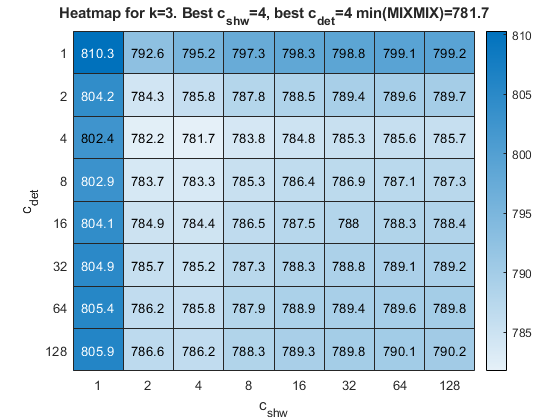 Heatmap for k=3. Best c_shw=4, best c_det=4 min(MIXMIX)=781.7
1 810.3 792.6 795.2 797.3 798.3 798.8 799.1 799.2
2 804.2 784.3 785.8 787.8 788.5 789.4 789.6 789.7
4 802.4 782.2 781.7 783.8 784.8 785.3 785.6 785.7
8 802.9 783.7 783.3 785.3 786.4 786.9 787.1 787.3
16 804.1 784.9 784.4 786.5 787.5 788 788.3 788.4
32 804.9 785.7 785.2 787.3 788.3 788.8 789.1 789.2
64 805.4 786.2 785.8 787.9 788.9 789.4 789.6 789.8
128 805.9 786.6 786.2 788.3 789.3 789.8 790.1 790.2
1 2 4 8 16 32 64 128
c_shw
c_det
810
805
800
795
790
785